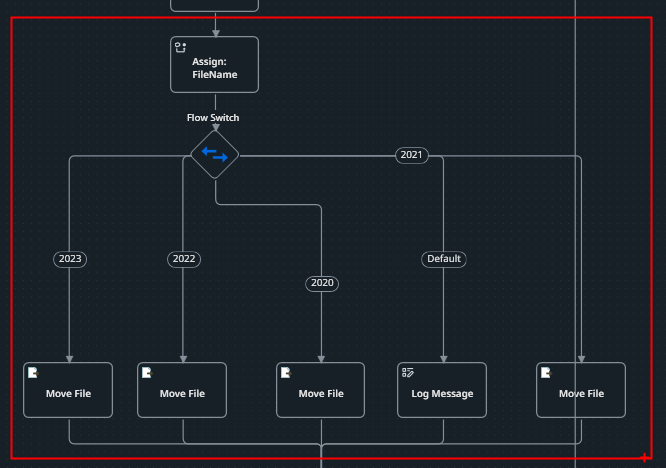 Assign:
FileName
Flow Switch
2021
2023
2022
Default
2020
Move File
Move File
Move File
Log Message
Move File